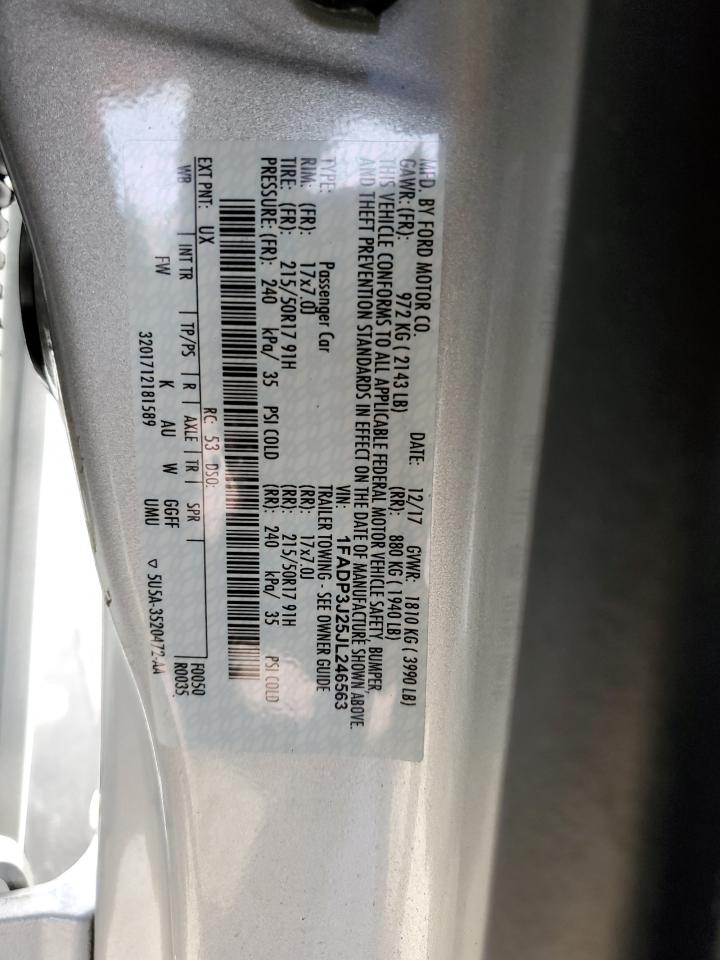 MFD. BY FORD MOTOR CO. DATE: 12/17 GVWR: 1810 KG ( 3990 LB)
GAWR: (FR): 972 KG ( 2143 LB) (RR): 880 KG ( 1940 LB)
THIS VEHICLE CONFORMS TO ALL APPLICABLE FEDERAL MOTOR VEHICLE SAFETY, BUMPER,
AND THEFT PREVENTION STANDARDS IN EFFECT ON THE DATE OF MANUFACTURE SHOWN ABOVE.
VIN: 1FADP3J25JL246563
TYPE: Passenger Car TRAILER TOWING - SEE OWNER GUIDE
RIM: (FR): 17x7.0J (RR): 17x7.0J
TIRE: (FR): 215/50R17 91H (RR): 215/50R17 91H
PRESSURE: (FR): 240 kPa/ 35 PSI COLD (RR): 240 kPa/ 35 PSI COLD
EXT PNT: UX RC: 53 DSO: F0050
WB INT TR TP/PS R AXLE TR SPR R0035
FW K AU W GGFF ▽ 5U5A-3520472-AA
3201712181589 UMU